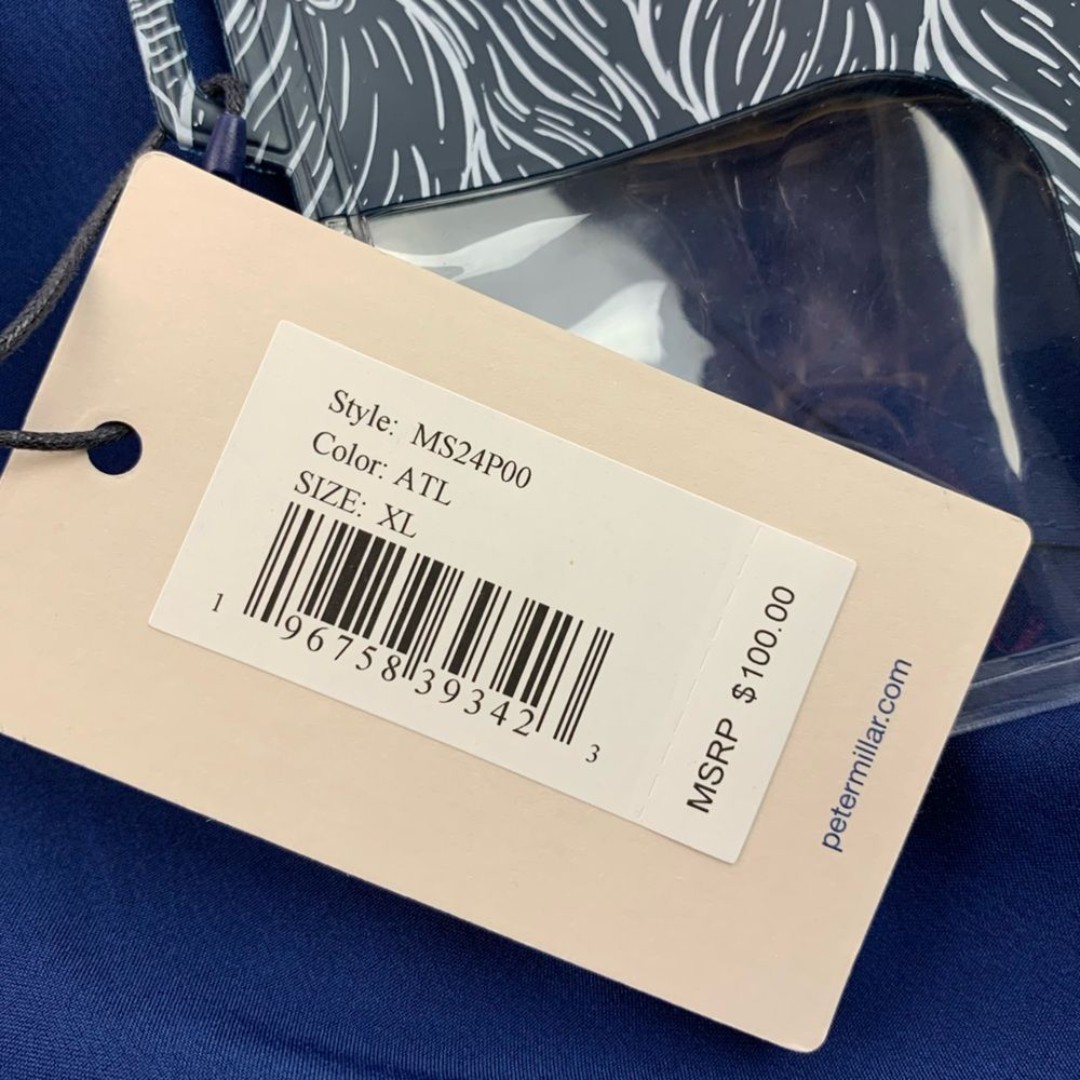 Style: MS24P00
Color: ATL
SIZE: XL
1 96758 39342 3
MSRP $100.00
petermillar.com